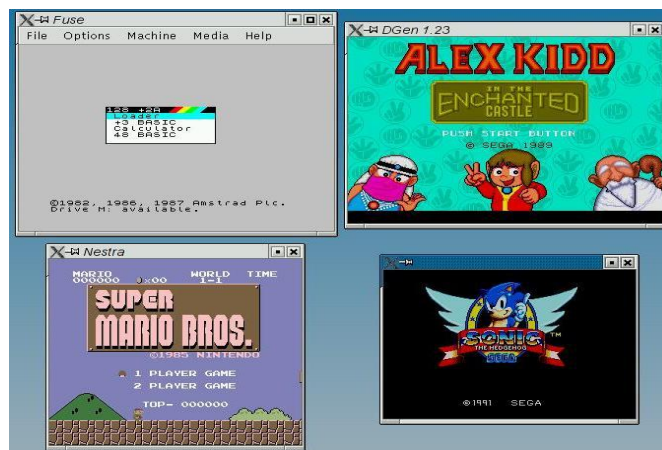 Fuse
File Options Machine Media Help
128 +2A
Loader
+3 BASIC
Calculator
48 BASIC
©1982, 1986, 1987 Amstrad Plc.
Drive M: available.
DGen 1.23
ALEX KIDD
IN THE
ENCHANTED
CASTLE
PUSH START BUTTON
© SEGA 1989
Nestra
MARIO WORLD TIME
000000 x00 1-1
SUPER
MARIO BROS.
©1985 NINTENDO
1 PLAYER GAME
2 PLAYER GAME
TOP- 000000
SONIC
THE HEDGEHOG
SEGA
TM
©1991 SEGA